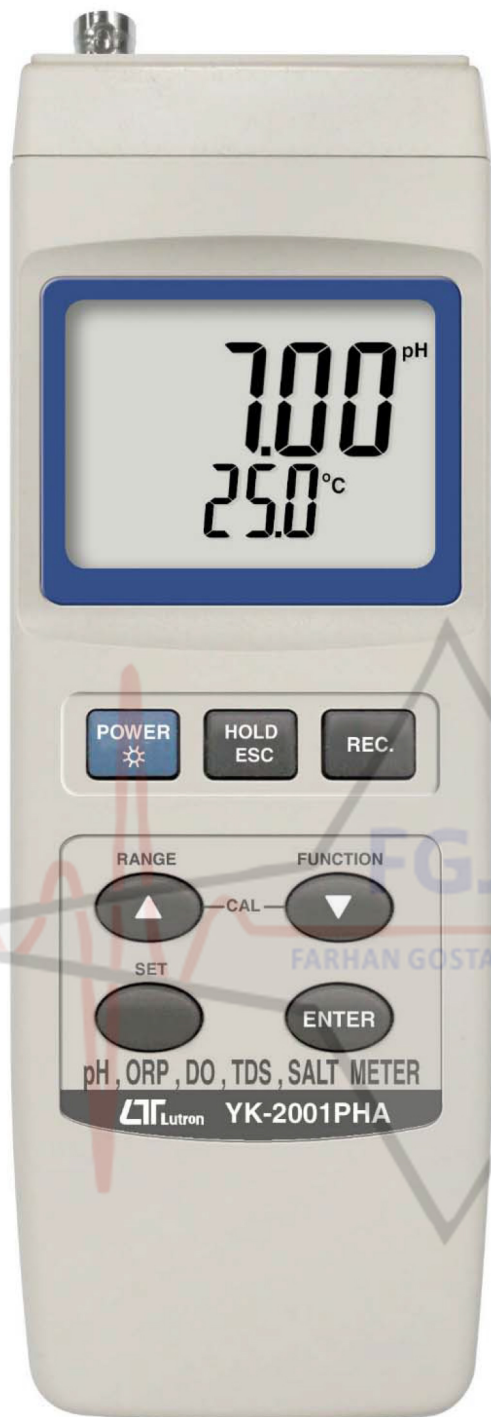 7.00 pH
25.0 °C
POWER
HOLD
ESC
REC.
RANGE
FUNCTION
CAL
SET
ENTER
FG.
FARHAN GOSTA
pH , ORP , DO , TDS , SALT METER
Lutron YK-2001PHA